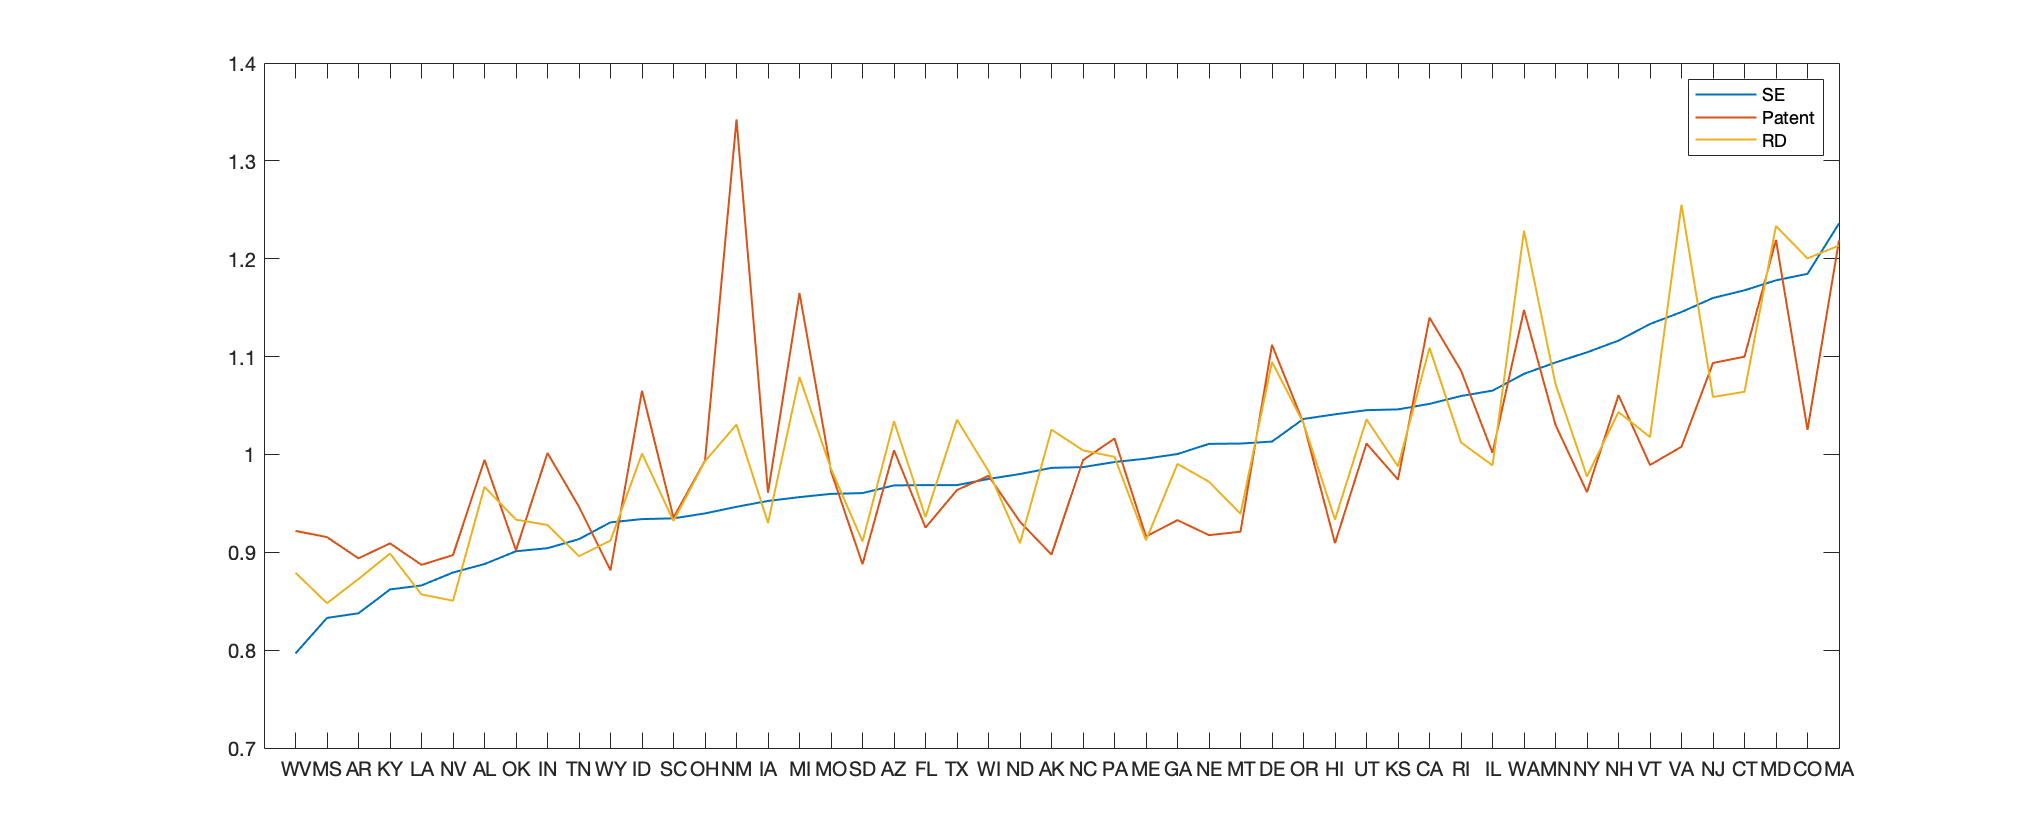 1.4
SE
Patent
RD
1.3
1.2
1.1
1
0.9
0.8
0.7
WV MS AR KY LA NV AL OK IN TN WY ID SC OH NM IA MI MO SD AZ FL TX WI ND AK NC PA ME GA NE MT DE OR HI UT KS CA RI IL WA MN NY NH VT VA NJ CT MD CO MA